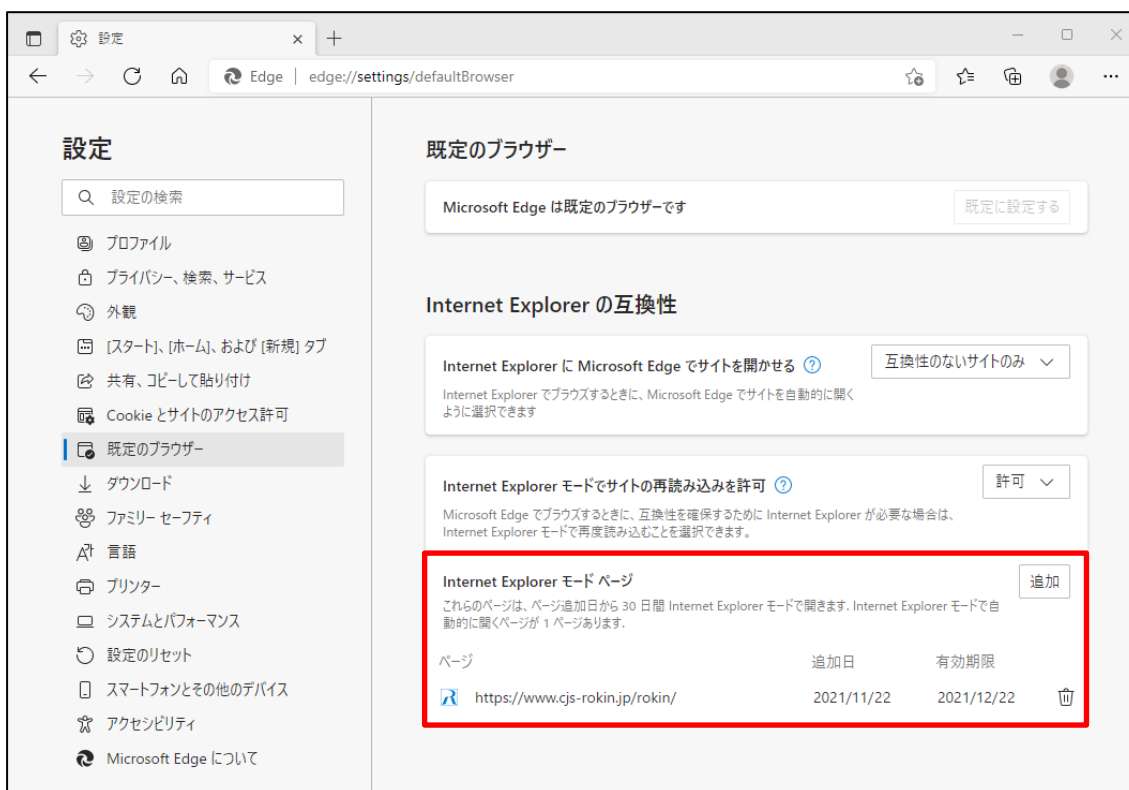 設定
Edge
edge://settings/defaultBrowser
設定
設定の検索
プロファイル
プライバシー、検索、サービス
外観
[スタート]、[ホーム]、および [新規] タブ
共有、コピーして貼り付け
Cookie とサイトのアクセス許可
既定のブラウザー
ダウンロード
ファミリー セーフティ
言語
プリンター
システムとパフォーマンス
設定のリセット
スマートフォンとその他のデバイス
アクセシビリティ
Microsoft Edge について
既定のブラウザー
Microsoft Edge は既定のブラウザーです
既定に設定する
Internet Explorer の互換性
Internet Explorer に Microsoft Edge でサイトを開かせる
互換性のないサイトのみ
Internet Explorer でブラウズするときに、Microsoft Edge でサイトを自動的に開く
ように選択できます
Internet Explorer モードでサイトの再読み込みを許可
許可
Microsoft Edge でブラウズするときに、互換性を確保するために Internet Explorer が必要な場合は、
Internet Explorer モードで再度読み込むことを選択できます。
Internet Explorer モード ページ
追加
これらのページは、ページ追加日から 30 日間 Internet Explorer モードで開きます. Internet Explorer モードで自
動的に開くページが 1 ページあります.
ページ 追加日 有効期限
https://www.cjs-rokin.jp/rokin/ 2021/11/22 2021/12/22